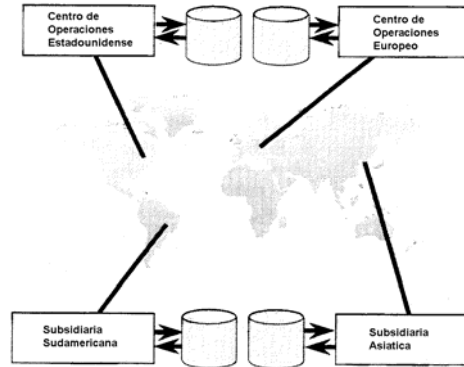 Centro de
Operaciones
Estadounidense
Centro de
Operaciones
Europeo
Subsidiaria
Sudamericana
Subsidiaria
Asiatica